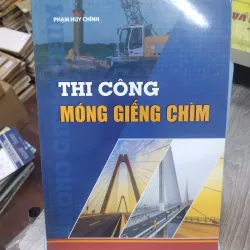 PHẠM HUY CHÍNH
THI CÔNG
MÓNG GIẾNG CHÌM